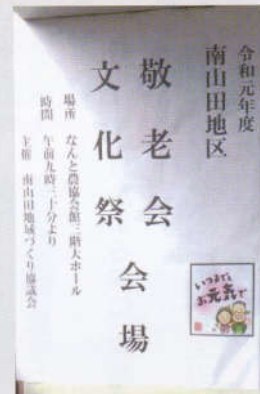 令和元年度
南山田地区
敬老会
文化祭
会場
場所 なんと農協会館三階大ホール
時間 午前九時三十分より
主催 南山田地域づくり協議会
いつまでも
お元気で